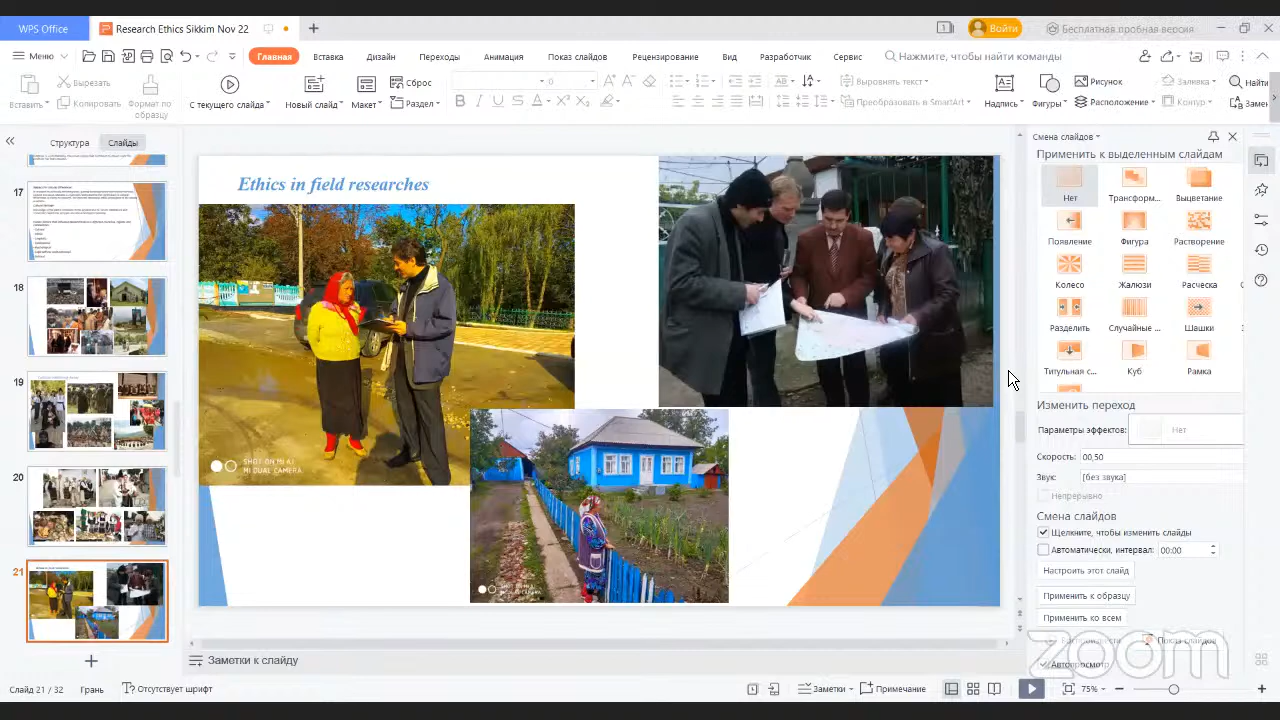 WPS Office
Research Ethics Sikkim Nov 22
Войти
Бесплатная пробная версия
Меню
Главная
Вставка
Дизайн
Переходы
Анимация
Показ слайдов
Рецензирование
Вид
Разработчик
Сервис
Нажмите, чтобы найти команды
Вырезать
Копировать
Формат по образцу
С текущего слайда
Новый слайд
Макет
Сброс
Выровнять текст
Преобразовать в SmartArt
Надпись
Фигуры
Рисунок
Расположение
Заливка
Контур
Найти
Структура
Слайды
17
18
19
20
21
Ethics in field researches
SHOT ON MI A1
MI DUAL CAMERA
Смена слайдов
Применить к выделенным слайдам
Нет
Трансформ...
Выцветание
Появление
Фигура
Растворение
Колесо
Жалюзи
Расческа
Разделить
Случайные ...
Шашки
Титульная с...
Куб
Рамка
Изменить переход
Параметры эффектов:
Нет
Скорость: 00,50
Звук: [без звука]
Непрерывно
Смена слайдов
Щелкните, чтобы изменить слайды
Автоматически, интервал: 00:00
Настроить этот слайд
Применить к образцу
Применить ко всем
Показ слайдов
Автопросмотр
zoom
Заметки к слайду
Слайд 21 / 32
Грань
Отсутствует шрифт
Заметки
Примечание
75%